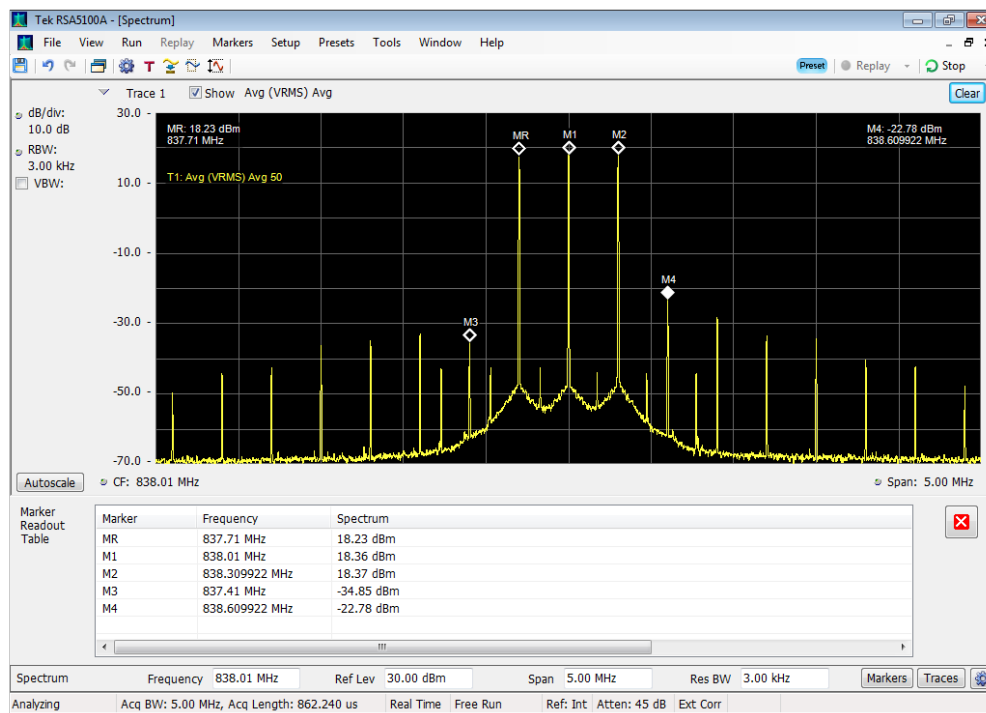 Tek RSA5100A - [Spectrum]
File View Run Replay Markers Setup Presets Tools Window Help
T Preset Replay Stop
Trace 1 Show Avg (VRMS) Avg Clear
dB/div:
10.0 dB
RBW:
3.00 kHz
VBW:
30.0 -
10.0 -
-10.0 -
-30.0 -
-50.0 -
-70.0 -
MR: 18.23 dBm
837.71 MHz
M4: -22.78 dBm
838.609922 MHz
T1: Avg (VRMS) Avg 50
MR M1 M2
M4
M3
Autoscale CF: 838.01 MHz Span: 5.00 MHz
Marker Readout Table
Marker Frequency Spectrum
MR 837.71 MHz 18.23 dBm
M1 838.01 MHz 18.36 dBm
M2 838.309922 MHz 18.37 dBm
M3 837.41 MHz -34.85 dBm
M4 838.609922 MHz -22.78 dBm
Spectrum Frequency 838.01 MHz Ref Lev 30.00 dBm Span 5.00 MHz Res BW 3.00 kHz Markers Traces
Analyzing Acq BW: 5.00 MHz, Acq Length: 862.240 us Real Time Free Run Ref: Int Atten: 45 dB Ext Corr